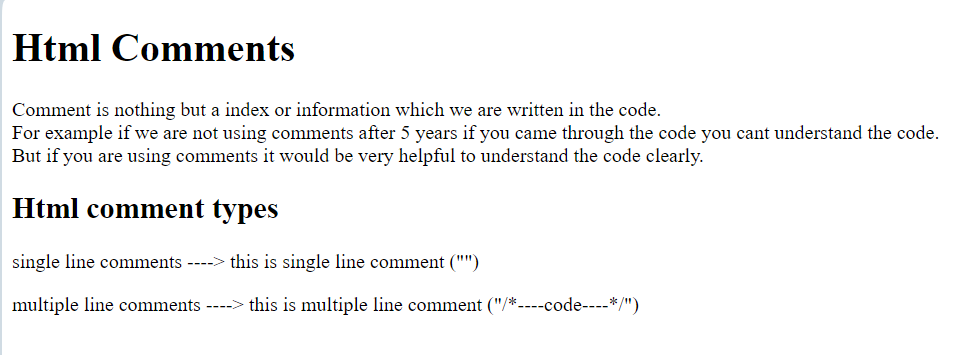 Html Comments
Comment is nothing but a index or information which we are written in the code.
For example if we are not using comments after 5 years if you came through the code you cant understand the code.
But if you are using comments it would be very helpful to understand the code clearly.
Html comment types
single line comments ----> this is single line comment ("")
multiple line comments ----> this is multiple line comment ("/*----code----*/")